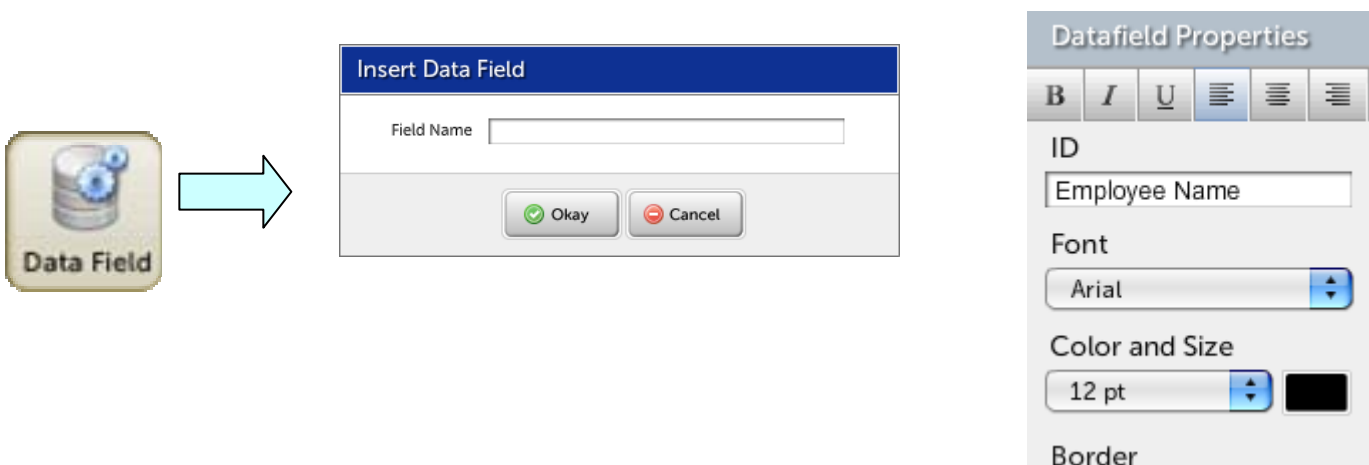 Data Field
Insert Data Field
Field Name
Okay
Cancel
Datafield Properties
B I U
ID
Employee Name
Font
Arial
Color and Size
12 pt
Border